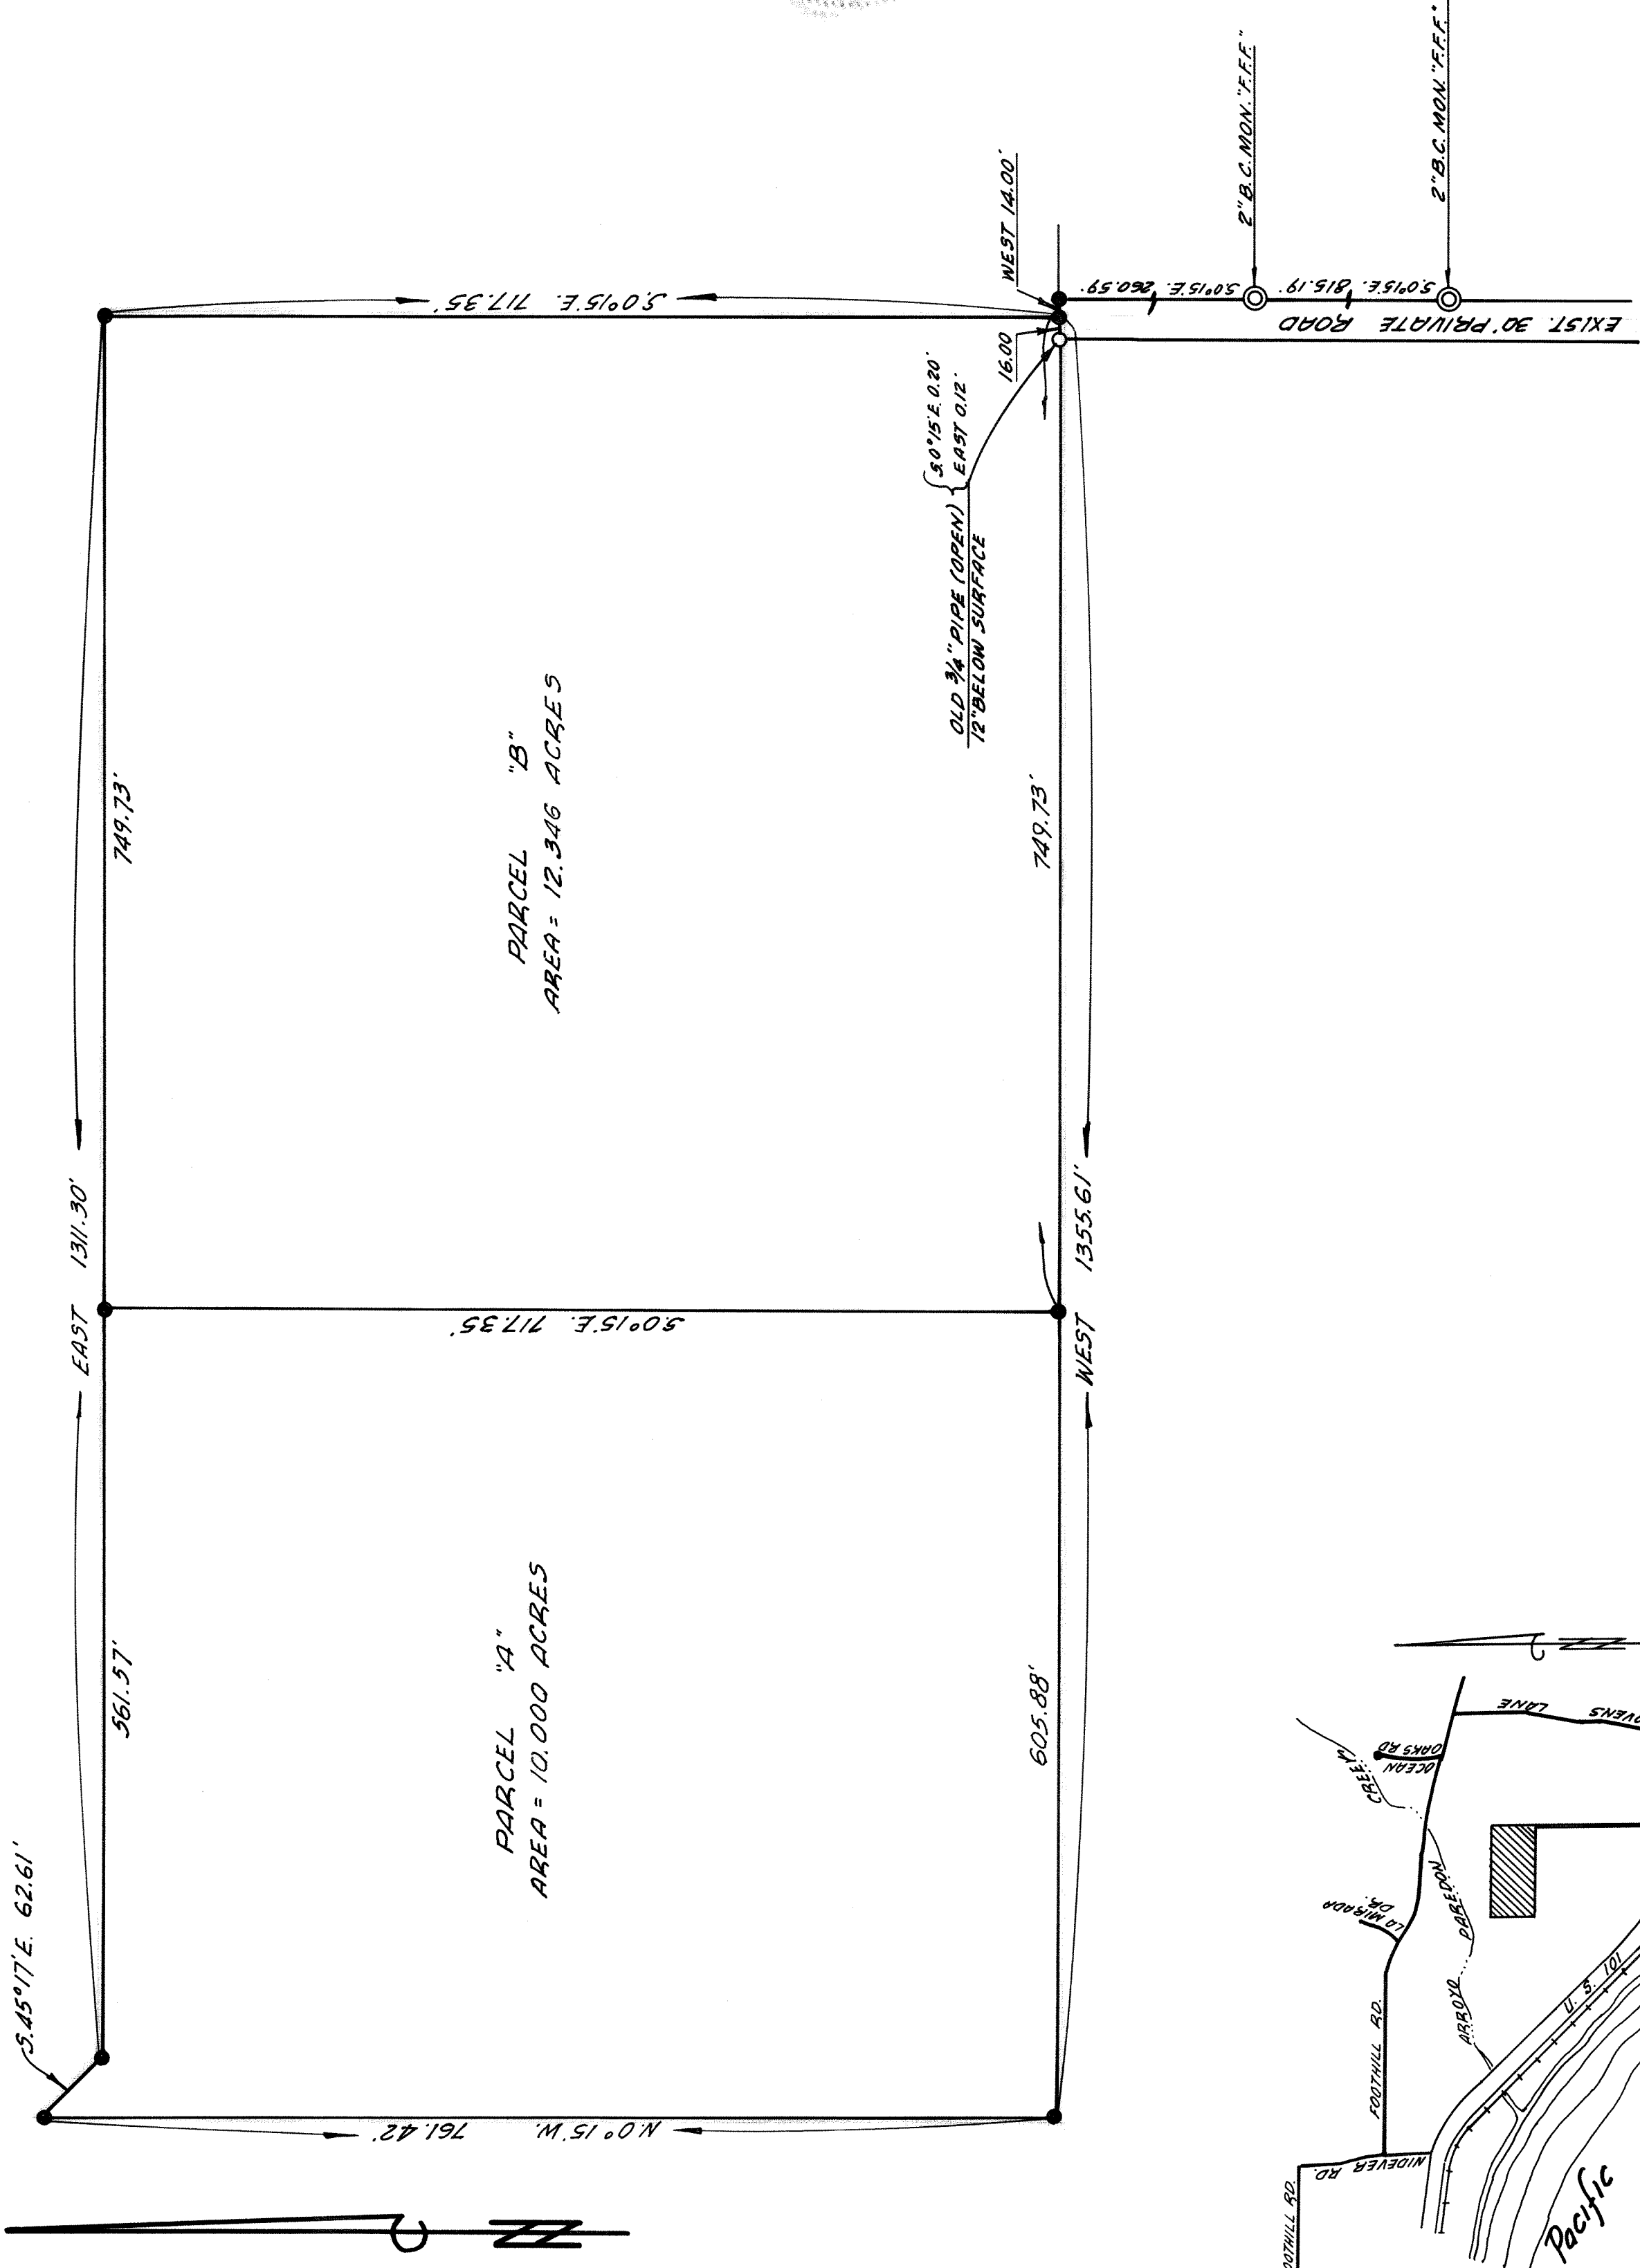 S.45°17'E. 62.61'
EAST 1311.30'
561.57'
749.73'
N.0°15'W. 761.42'
S.0°15'E. 717.35'
S.0°15'E. 717.35'
PARCEL "A"
AREA = 10.000 ACRES
PARCEL "B"
AREA = 12.346 ACRES
OLD 3/4" PIPE (OPEN)
12" BELOW SURFACE
S.0°15'E. 0.20'
EAST 0.12'
16.00
WEST 14.00'
605.88'
749.73'
WEST 1355.61'
S.0°15'E. 260.59'
S.0°15'E. 815.19'
EXIST. 30' PRIVATE ROAD
2" B.C. MON. "F.F.F."
2" B.C. MON. "F.F.F."
N
N
OOTHILL RD.
NIDEVER RD.
FOOTHILL RD.
LA MIRADA
DR.
CREEK
OCEAN
OAKS RD
LANE
ARROYO PAREDON
U.S. 101
Pacific